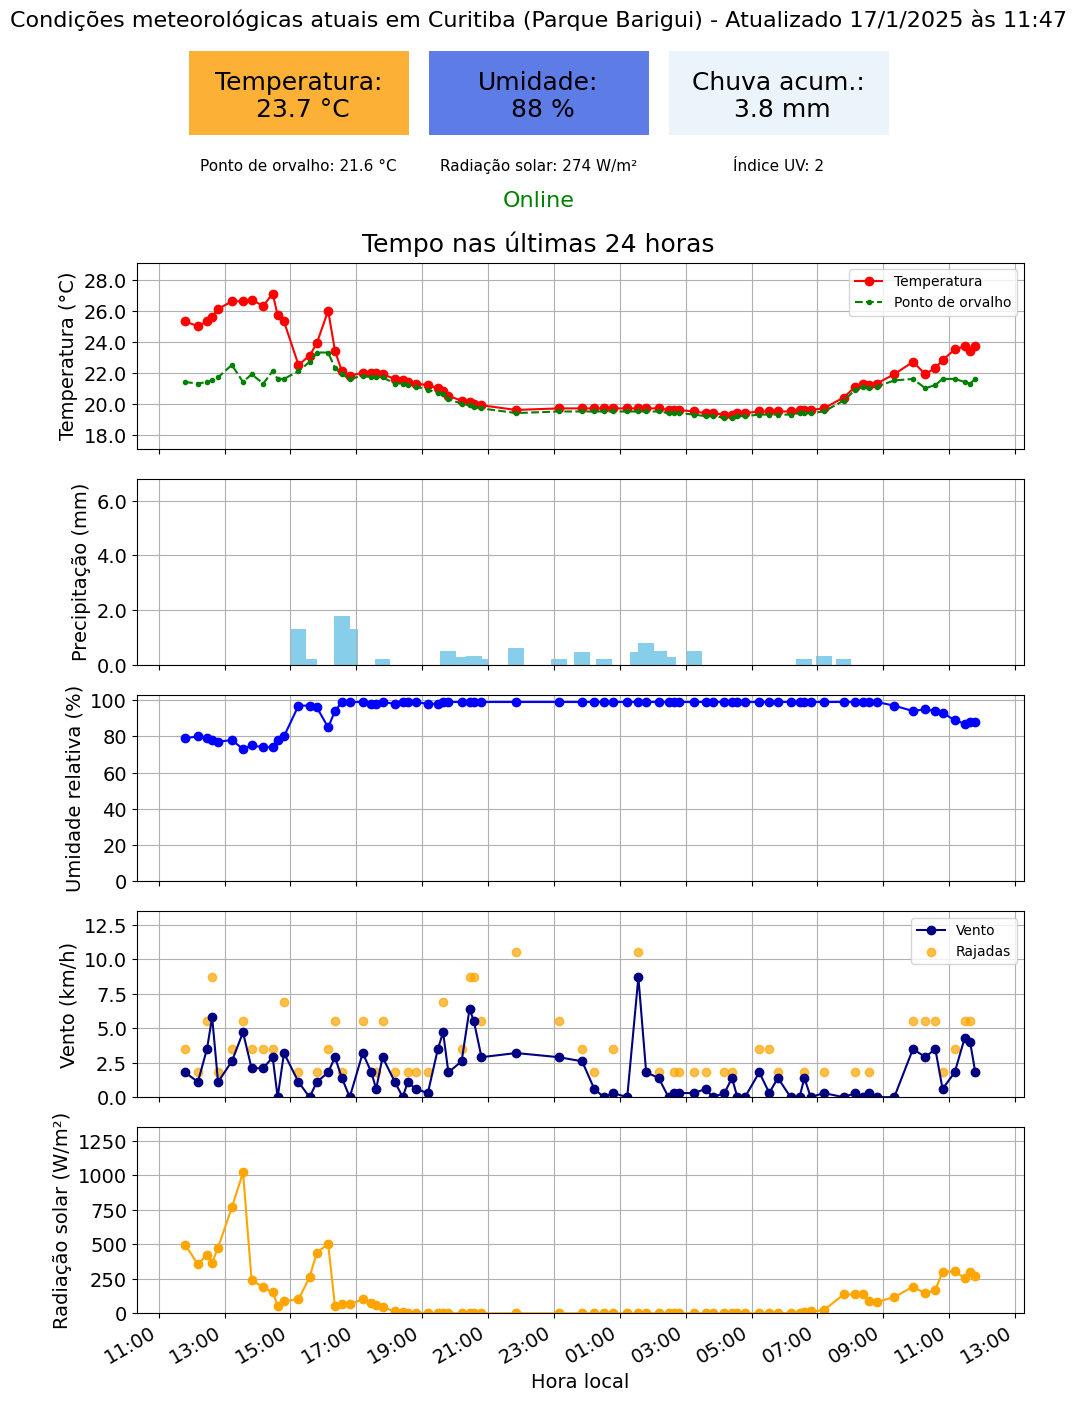 Condições meteorológicas atuais em Curitiba (Parque Barigui) - Atualizado 17/1/2025 às 11:47
Temperatura:
23.7 °C
Umidade:
88 %
Chuva acum.:
3.8 mm
Ponto de orvalho: 21.6 °C
Radiação solar: 274 W/m²
Índice UV: 2
Online
Tempo nas últimas 24 horas
Temperatura (°C)
28.0
26.0
24.0
22.0
20.0
18.0
Temperatura
Ponto de orvalho
Precipitação (mm)
6.0
4.0
2.0
0.0
Umidade relativa (%)
100
80
60
40
20
0
Vento (km/h)
12.5
10.0
7.5
5.0
2.5
0.0
Vento
Rajadas
Radiação solar (W/m²)
1250
1000
750
500
250
0
11:00
13:00
15:00
17:00
19:00
21:00
23:00
01:00
03:00
05:00
07:00
09:00
11:00
13:00
Hora local